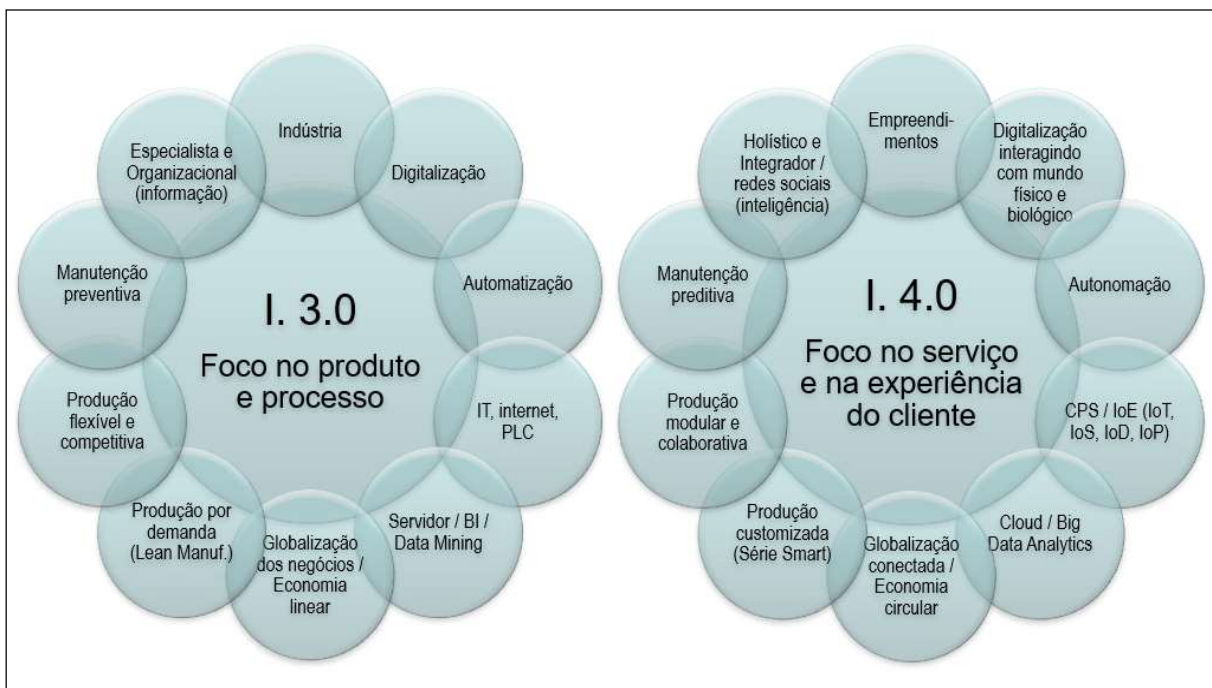 I. 3.0
Foco no produto
e processo
Indústria
Digitalização
Automatização
IT, internet,
PLC
Servidor / BI /
Data Mining
Globalização
dos negócios /
Economia
linear
Produção por
demanda
(Lean Manuf.)
Produção
flexível e
competitiva
Manutenção
preventiva
Especialista e
Organizacional
(informação)
I. 4.0
Foco no serviço
e na experiência
do cliente
Empreendi-
mentos
Digitalização
interagindo
com mundo
físico e
biológico
Autonomação
CPS / IoE (IoT,
IoS, IoD, IoP)
Cloud / Big
Data Analytics
Globalização
conectada /
Economia
circular
Produção
customizada
(Série Smart)
Produção
modular e
colaborativa
Manutenção
preditiva
Holístico e
Integrador /
redes sociais
(inteligência)